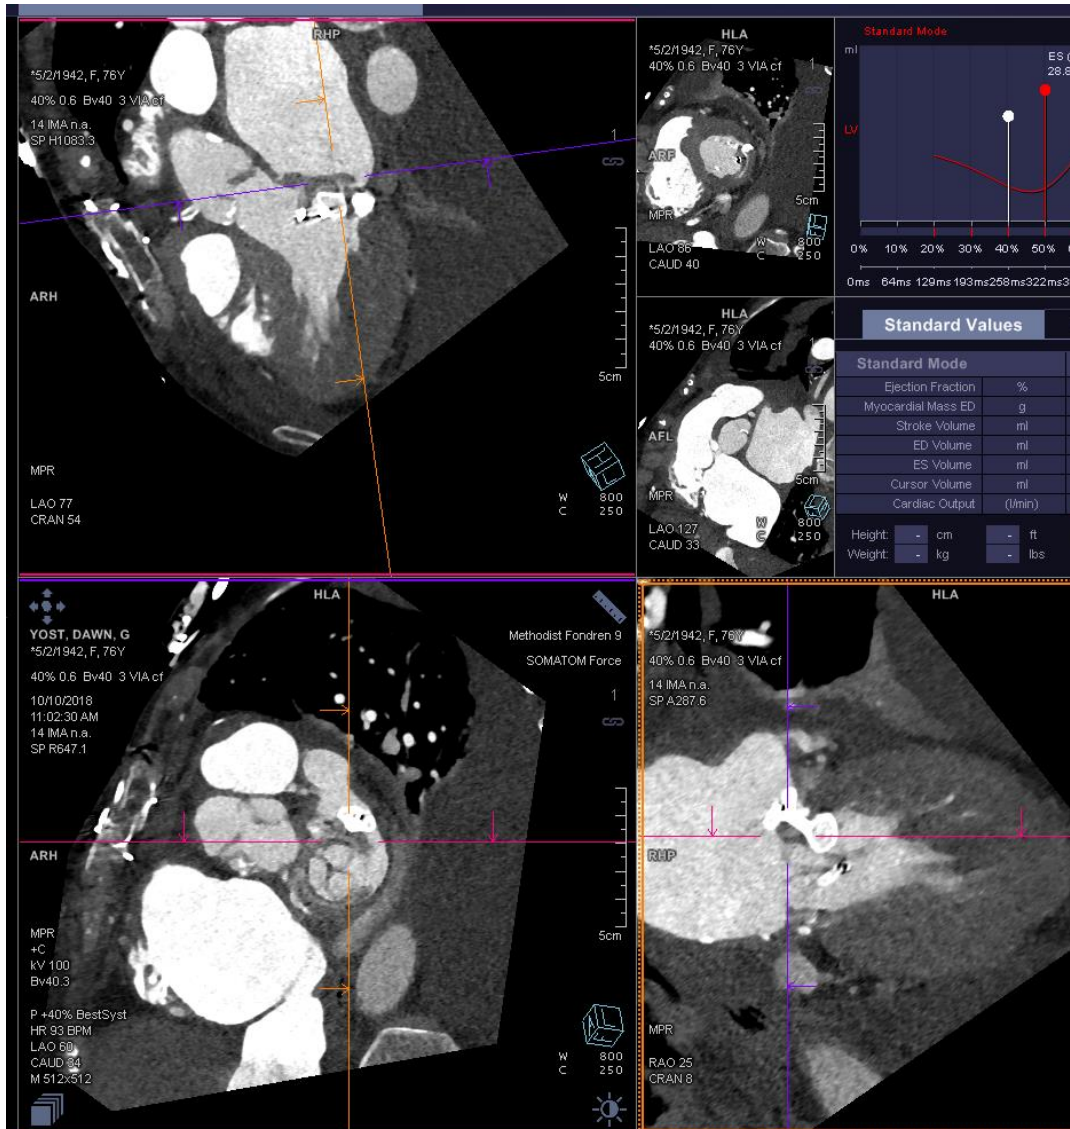 RHP
*5/2/1942, F, 76Y
40% 0.6 Bv40 3 VIA cf
14 IMA n.a.
SP H1083.3
1
ARH
5cm
MPR
LAO 77
CRAN 54
W 800
C 250
HLA
*5/2/1942, F, 76Y
40% 0.6 Bv40 3 VIA cf
1
ARF
5cm
MPR
LAO 86
CAUD 40
W 800
C 250
Standard Mode
ml
ES (
28.8
LV
0% 10% 20% 30% 40% 50% 6
0ms 64ms 129ms 193ms 258ms 322ms 3
HLA
*5/2/1942, F, 76Y
40% 0.6 Bv40 3 VIA cf
1
AFL
5cm
MPR
LAO 127
CAUD 33
W 800
C 250
Standard Values
Standard Mode
Ejection Fraction %
Myocardial Mass ED g
Stroke Volume ml
ED Volume ml
ES Volume ml
Cursor Volume ml
Cardiac Output (l/min)
Height: - cm - ft
Weight: - kg - lbs
HLA
YOST, DAWN, G
*5/2/1942, F, 76Y
40% 0.6 Bv40 3 VIA cf
10/10/2018
11:02:30 AM
14 IMA n.a.
SP R647.1
Methodist Fondren 9
SOMATOM Force
1
ARH
5cm
MPR
+C
kV 100
Bv40.3
P +40% BestSyst
HR 93 BPM
LAO 60
CAUD 34
M 512x512
W 800
C 250
HLA
*5/2/1942, F, 76Y
40% 0.6 Bv40 3 VIA cf
14 IMA n.a.
SP A287.6
RHP
MPR
RAO 25
CRAN 8